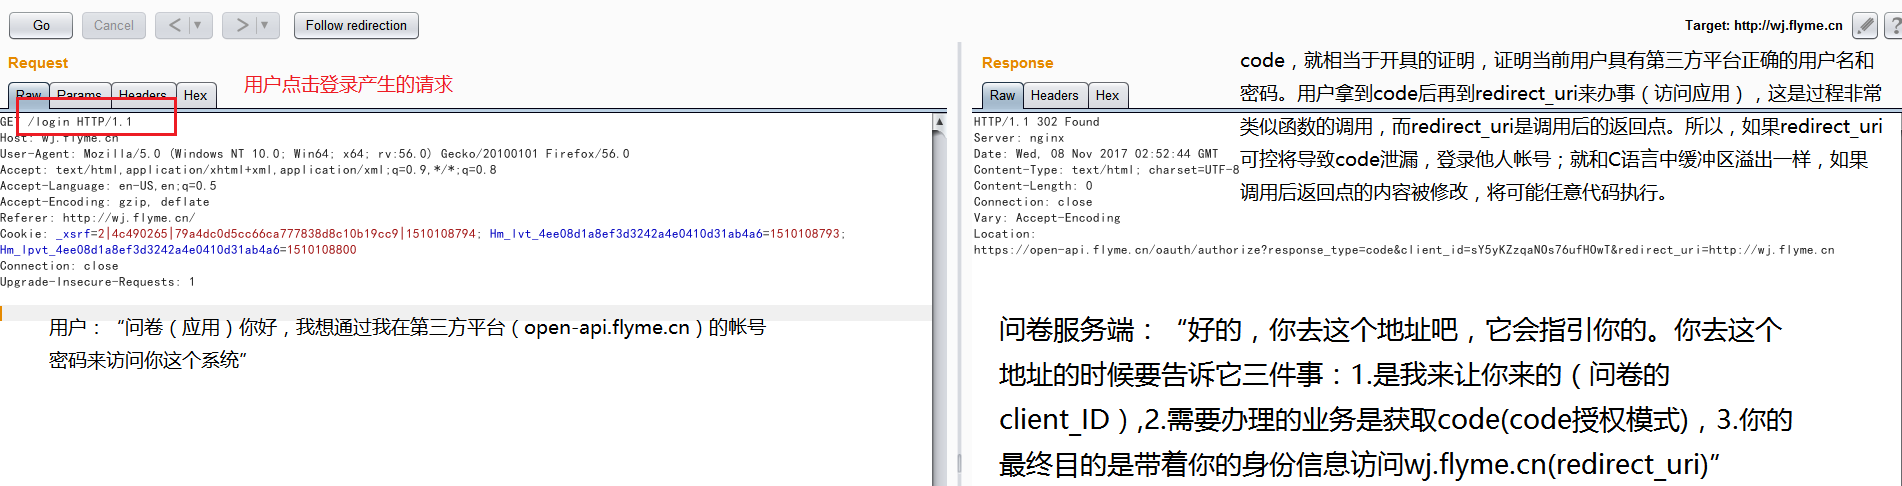 Go
Cancel
< | ▼
> | ▼
Follow redirection
Target: http://wj.flyme.cn
?
Request
用户点击登录产生的请求
Raw
Params
Headers
Hex
GET /login HTTP/1.1
Host: wj.flyme.cn
User-Agent: Mozilla/5.0 (Windows NT 10.0; Win64; x64; rv:56.0) Gecko/20100101 Firefox/56.0
Accept: text/html,application/xhtml+xml,application/xml;q=0.9,*/*;q=0.8
Accept-Language: en-US,en;q=0.5
Accept-Encoding: gzip, deflate
Referer: http://wj.flyme.cn/
Cookie: _xsrf=2|4c490265|79a4dc0d5cc66ca777838d8c10b19cc9|1510108794; Hm_lvt_4ee08d1a8ef3d3242a4e0410d31ab4a6=1510108793;
Hm_lpvt_4ee08d1a8ef3d3242a4e0410d31ab4a6=1510108800
Connection: close
Upgrade-Insecure-Requests: 1
用户：“问卷（应用）你好，我想通过我在第三方平台（open-api.flyme.cn）的帐号
密码来访问你这个系统”
Response
Raw
Headers
Hex
HTTP/1.1 302 Found
Server: nginx
Date: Wed, 08 Nov 2017 02:52:44 GMT
Content-Type: text/html; charset=UTF-8
Content-Length: 0
Connection: close
Vary: Accept-Encoding
Location:
https://open-api.flyme.cn/oauth/authorize?response_type=code&client_id=sY5yKZzqaNOs76ufHOwT&redirect_uri=http://wj.flyme.cn
code，就相当于开具的证明，证明当前用户具有第三方平台正确的用户名和
密码。用户拿到code后再到redirect_uri来办事（访问应用），这是过程非常
类似函数的调用，而redirect_uri是调用后的返回点。所以，如果redirect_uri
可控将导致code泄漏，登录他人帐号；就和C语言中缓冲区溢出一样，如果
调用后返回点的内容被修改，将可能任意代码执行。
问卷服务端：“好的，你去这个地址吧，它会指引你的。你去这个
地址的时候要告诉它三件事：1.是我来让你来的（问卷的
client_ID）,2.需要办理的业务是获取code(code授权模式)，3.你的
最终目的是带着你的身份信息访问wj.flyme.cn(redirect_uri)”